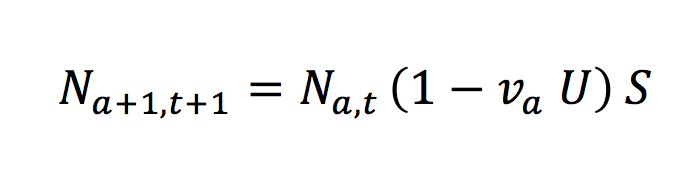 N_{a+1,t+1} = N_{a,t} (1 − v_a U) S